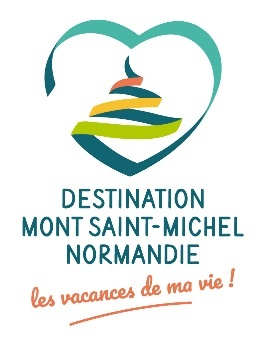 DESTINATION
MONT SAINT-MICHEL
NORMANDIE
les vacances de ma vie !